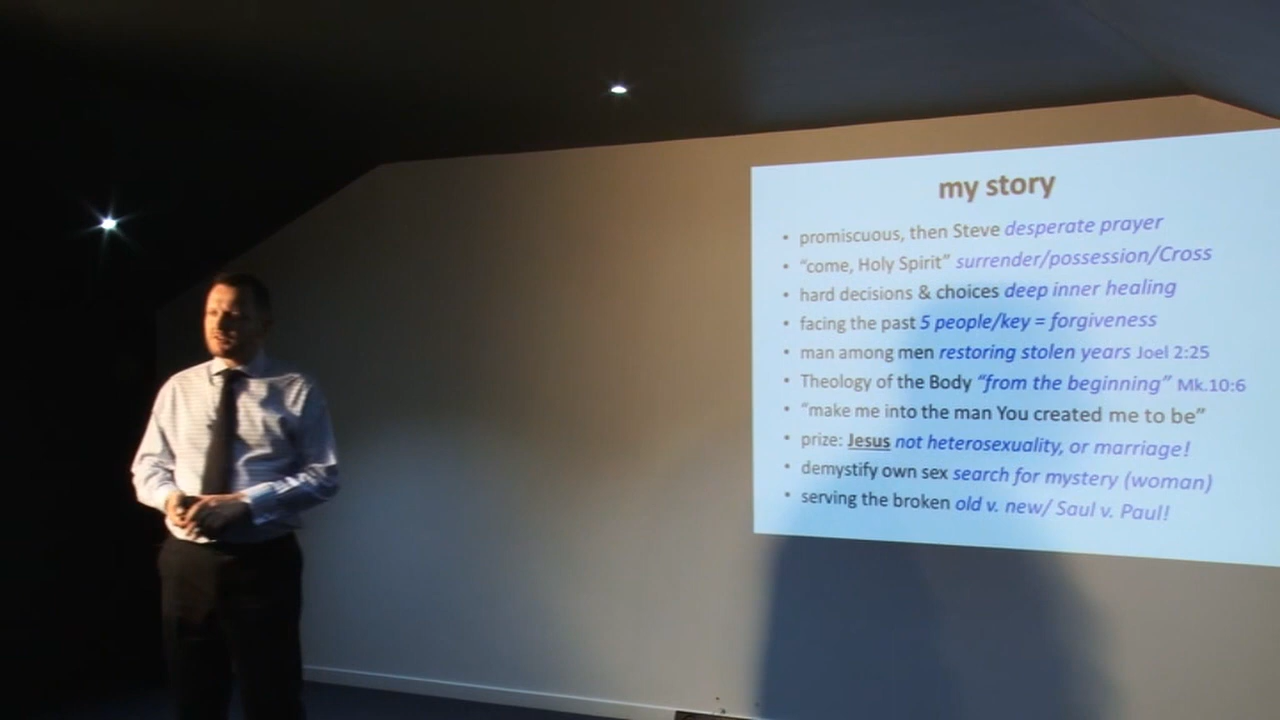 my story
• promiscuous, then Steve desperate prayer
• “come, Holy Spirit” surrender/possession/Cross
• hard decisions & choices deep inner healing
• facing the past 5 people/key = forgiveness
• man among men restoring stolen years Joel 2:25
• Theology of the Body “from the beginning” Mk.10:6
• “make me into the man You created me to be”
• prize: Jesus not heterosexuality, or marriage!
• demystify own sex search for mystery (woman)
• serving the broken old v. new/ Saul v. Paul!